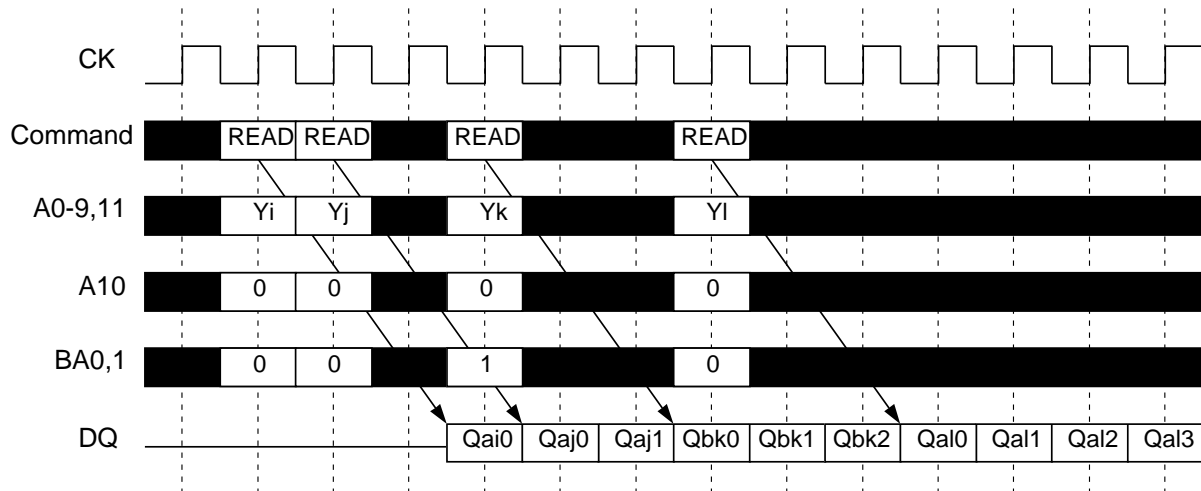 CK
Command READ READ READ READ
A0-9,11 Yi Yj Yk Yl
A10 0 0 0 0
BA0,1 0 0 1 0
DQ Qai0 Qaj0 Qaj1 Qbk0 Qbk1 Qbk2 Qal0 Qal1 Qal2 Qal3